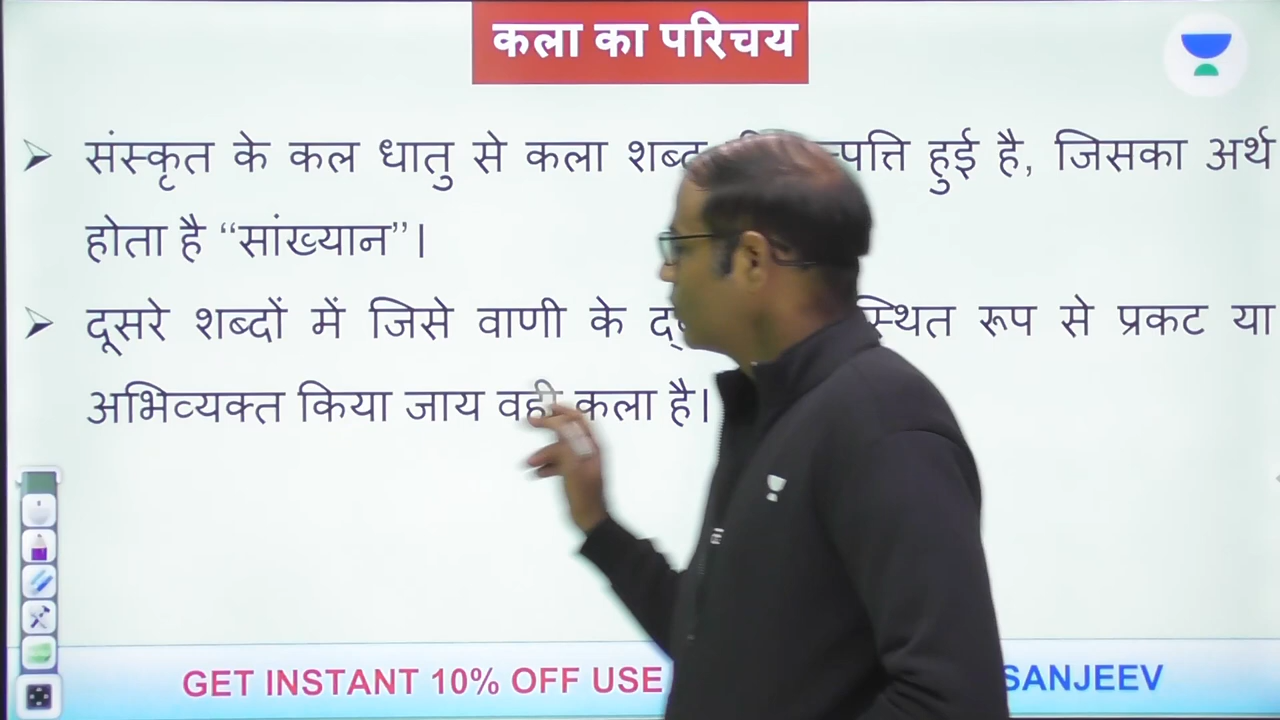 कला का परिचय
➤ संस्कृत के कल धातु से कला शब्द हुई है, जिसका अर्थ
होता है “सांख्यान”।
➤ दूसरे शब्दों में जिसे वाणी के रूप से प्रकट या
अभिव्यक्त किया जाय वही कला है।
GET INSTANT 10% OFF USE SANJEEV